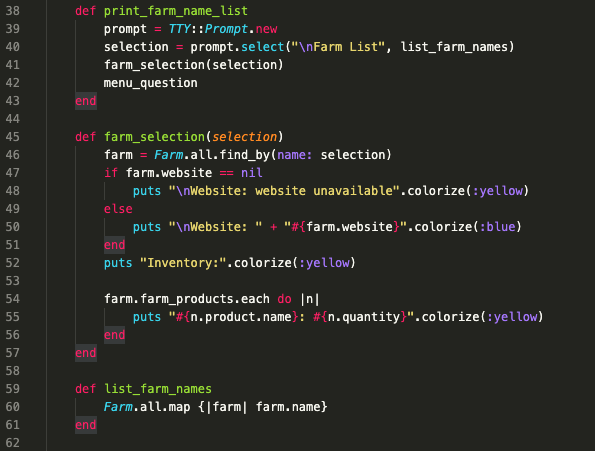 38 def print_farm_name_list
39 prompt = TTY::Prompt.new
40 selection = prompt.select("\nFarm List", list_farm_names)
41 farm_selection(selection)
42 menu_question
43 end
44
45 def farm_selection(selection)
46 farm = Farm.all.find_by(name: selection)
47 if farm.website == nil
48 puts "\nWebsite: website unavailable".colorize(:yellow)
49 else
50 puts "\nWebsite: " + "#{farm.website}".colorize(:blue)
51 end
52 puts "Inventory:".colorize(:yellow)
53
54 farm.farm_products.each do |n|
55 puts "#{n.product.name}: #{n.quantity}".colorize(:yellow)
56 end
57 end
58
59 def list_farm_names
60 Farm.all.map {|farm| farm.name}
61 end
62